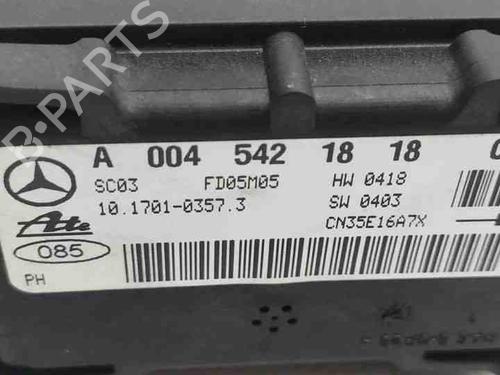 B-PARTS
A 004 542 18 18
SC03 FD05M05 HW 0418
10.1701-0357.3 SW 0403
Ate CN35E16A7X
085
PH